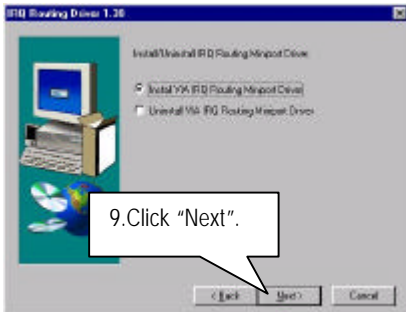 IRQ Routing Driver 1.30
Install/Uninstall IRQ Routing Miniport Driver
Install VIA IRQ Routing Miniport Driver
Uninstall VIA IRQ Routing Miniport Driver
9.Click “Next”.
< Back Next > Cancel